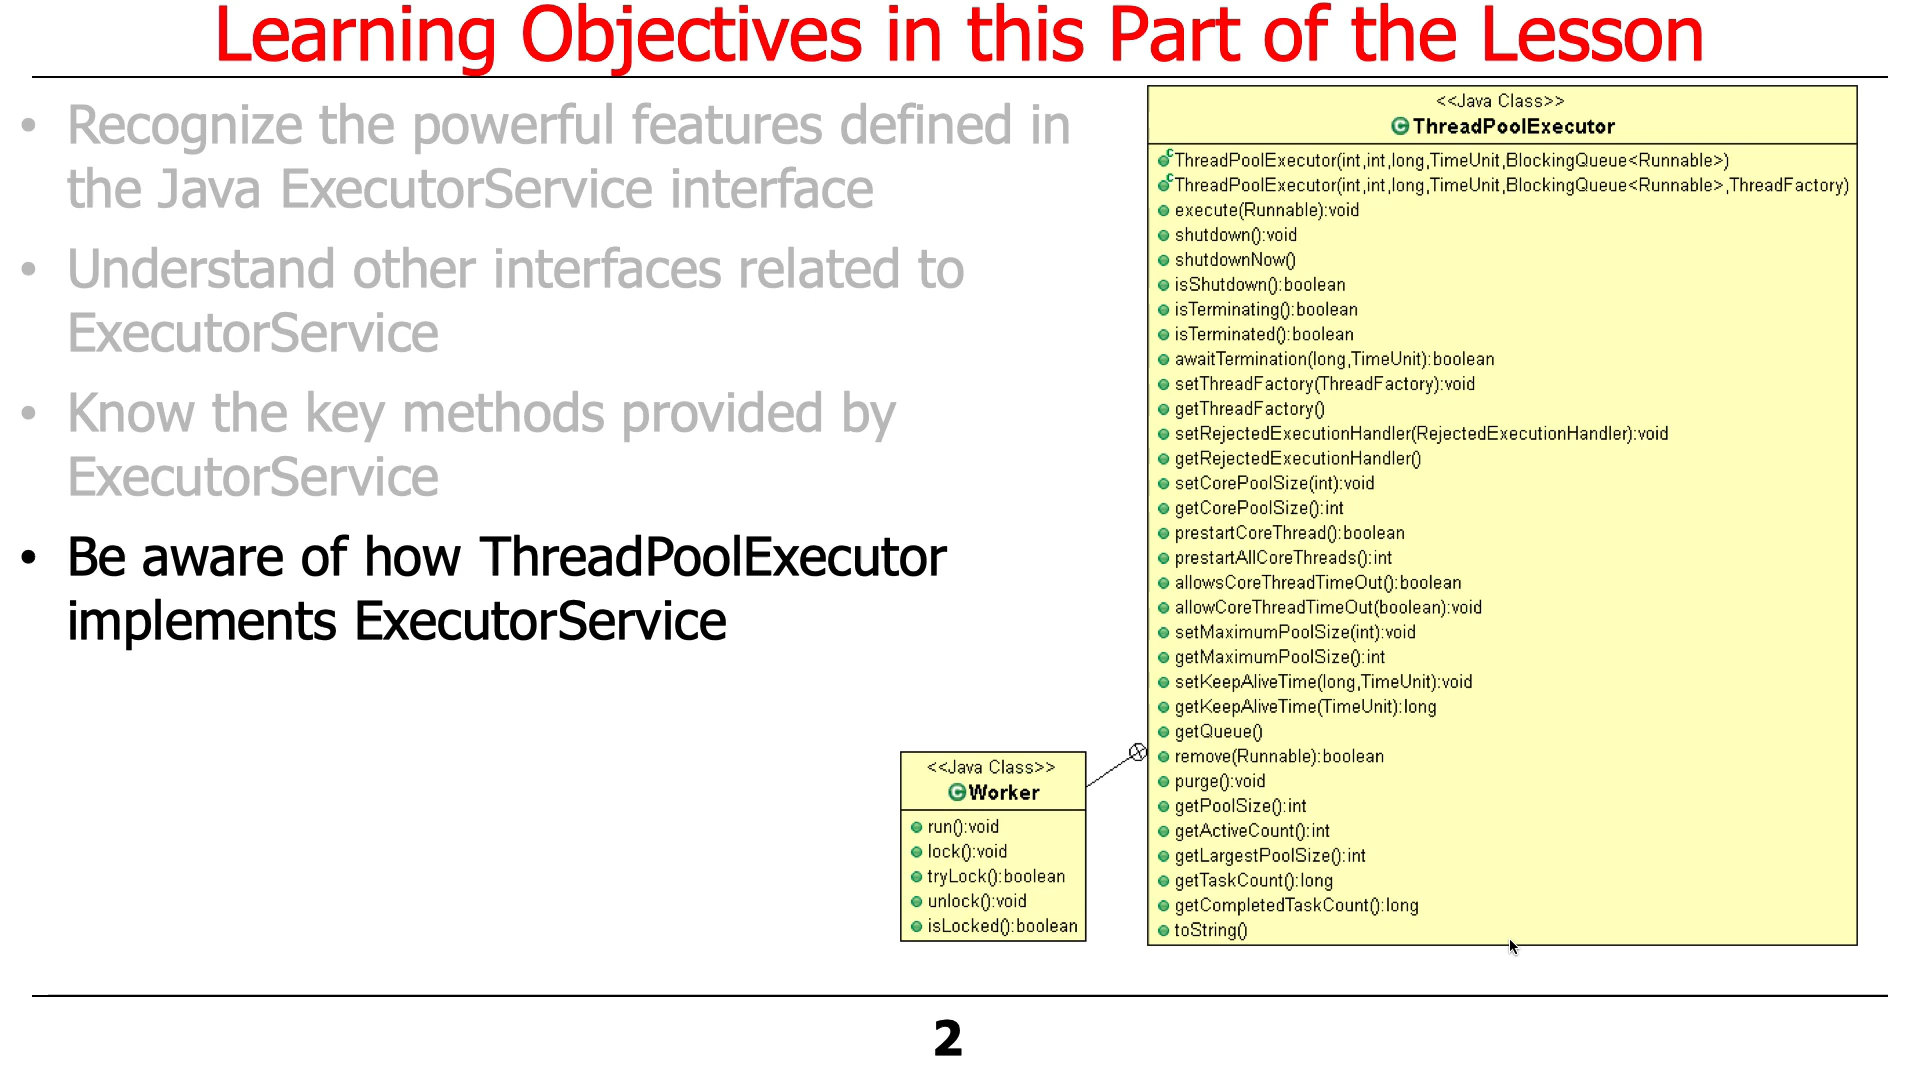 Learning Objectives in this Part of the Lesson
• Recognize the powerful features defined in
the Java ExecutorService interface
• Understand other interfaces related to
ExecutorService
• Know the key methods provided by
ExecutorService
• Be aware of how ThreadPoolExecutor
implements ExecutorService
<<Java Class>>
ThreadPoolExecutor
ThreadPoolExecutor(int,int,long,TimeUnit,BlockingQueue<Runnable>)
ThreadPoolExecutor(int,int,long,TimeUnit,BlockingQueue<Runnable>,ThreadFactory)
execute(Runnable):void
shutdown():void
shutdownNow()
isShutdown():boolean
isTerminating():boolean
isTerminated():boolean
awaitTermination(long,TimeUnit):boolean
setThreadFactory(ThreadFactory):void
getThreadFactory()
setRejectedExecutionHandler(RejectedExecutionHandler):void
getRejectedExecutionHandler()
setCorePoolSize(int):void
getCorePoolSize():int
prestartCoreThread():boolean
prestartAllCoreThreads():int
allowsCoreThreadTimeOut():boolean
allowCoreThreadTimeOut(boolean):void
setMaximumPoolSize(int):void
getMaximumPoolSize():int
setKeepAliveTime(long,TimeUnit):void
getKeepAliveTime(TimeUnit):long
getQueue()
remove(Runnable):boolean
purge():void
getPoolSize():int
getActiveCount():int
getLargestPoolSize():int
getTaskCount():long
getCompletedTaskCount():long
toString()
<<Java Class>>
Worker
run():void
lock():void
tryLock():boolean
unlock():void
isLocked():boolean
2